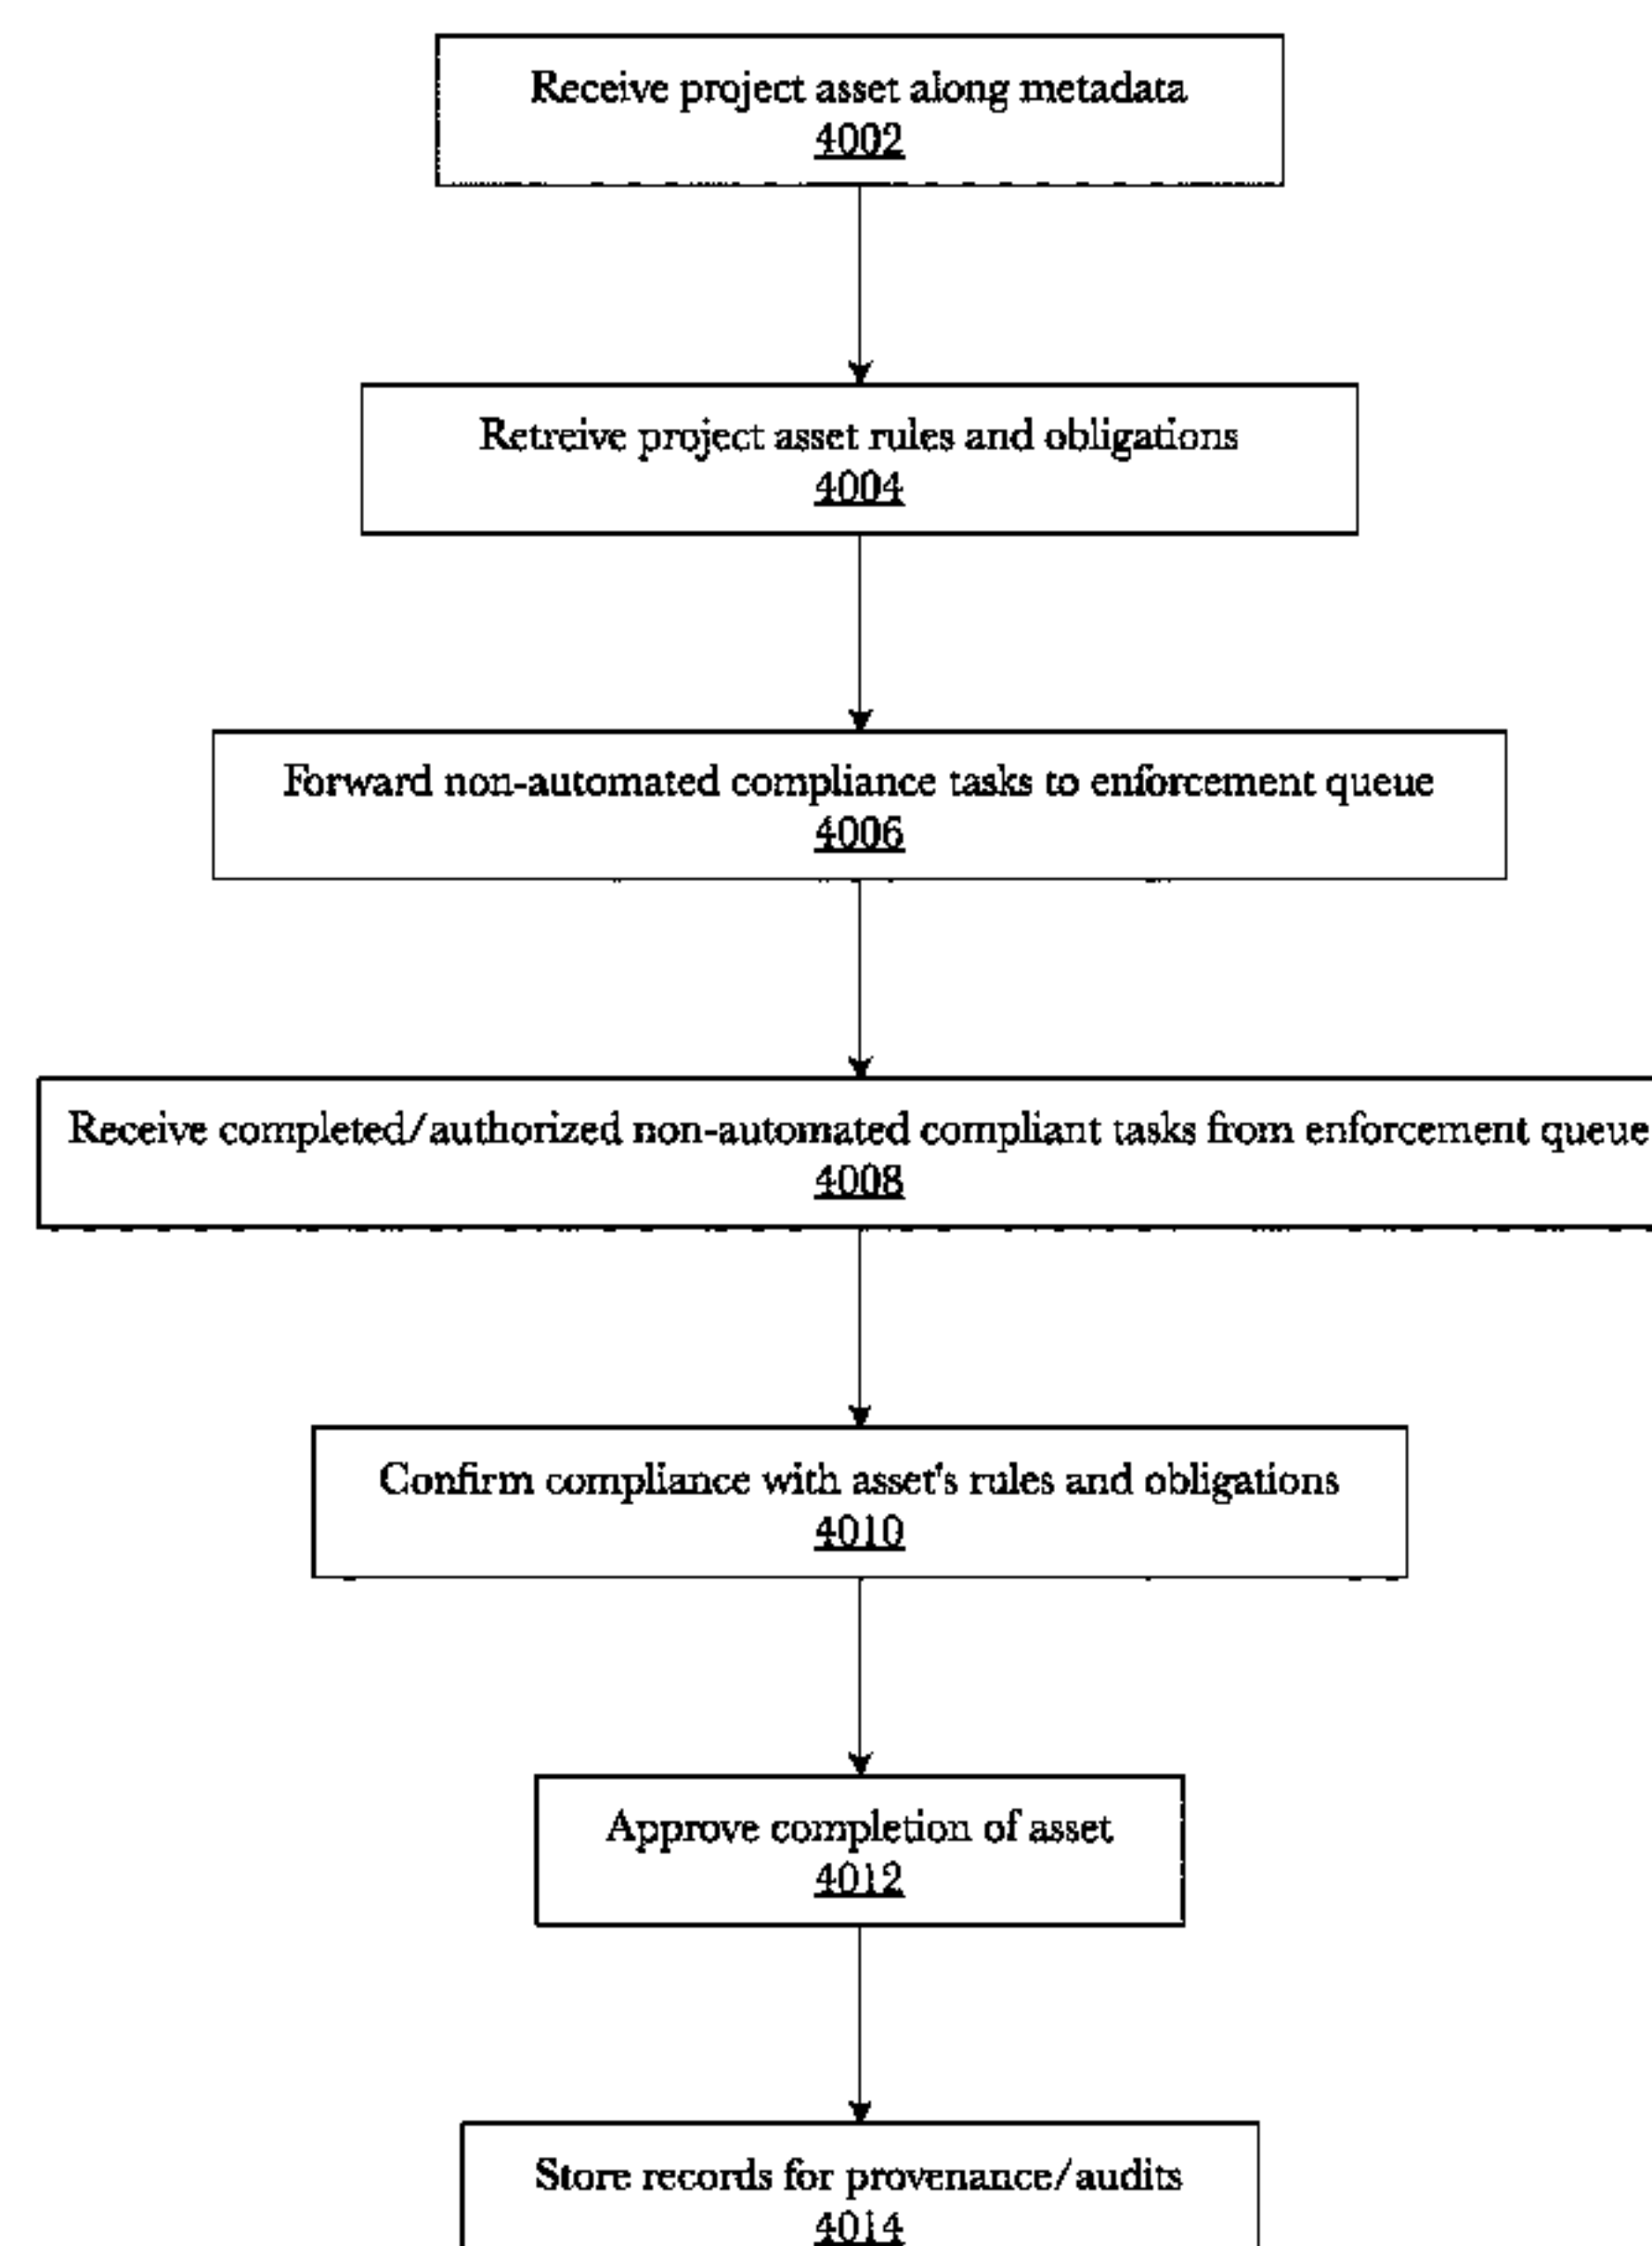 Receive project asset along metadata
4002
Retreive project asset rules and obligations
4004
Forward non-automated compliance tasks to enforcement queue
4006
Receive completed/authorized non-automated compliant tasks from enforcement queue
4008
Confirm compliance with asset's rules and obligations
4010
Approve completion of asset
4012
Store records for provenance/audits
4014